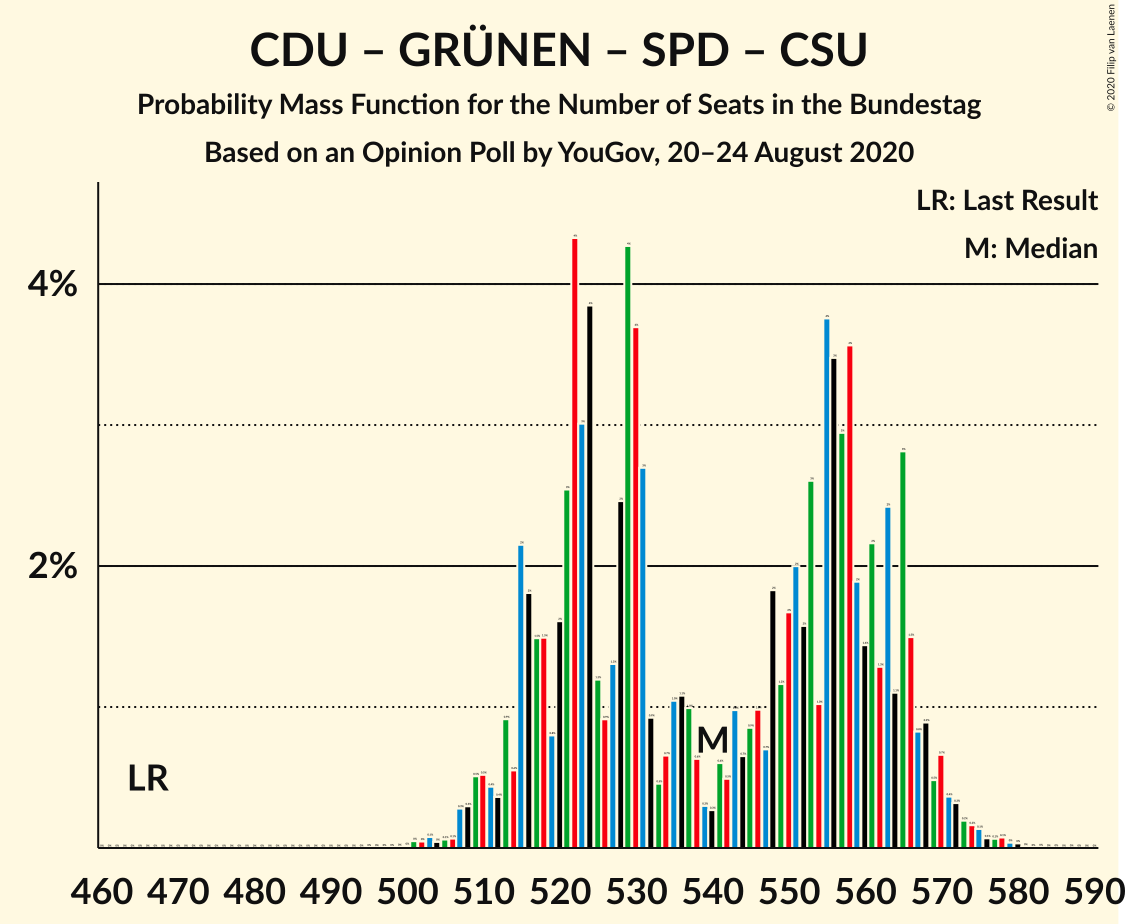 CDU – GRÜNEN – SPD – CSU
Probability Mass Function for the Number of Seats in the Bundestag
Based on an Opinion Poll by YouGov, 20–24 August 2020
© 2020 Filip van Laenen
LR: Last Result
M: Median
4%
2%
M
LR
460 470 480 490 500 510 520 530 540 550 560 570 580 590